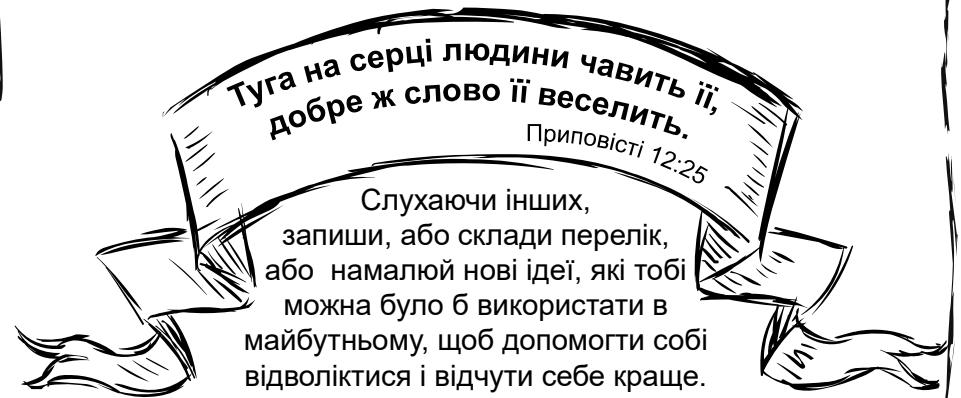 Туга на серці людини чавить її,
добре ж слово її веселить.
Приповісті 12:25
Слухаючи інших,
запиши, або склади перелік,
або намалюй нові ідеї, які тобі
можна було б використати в
майбутньому, щоб допомогти собі
відволіктися і відчути себе краще.